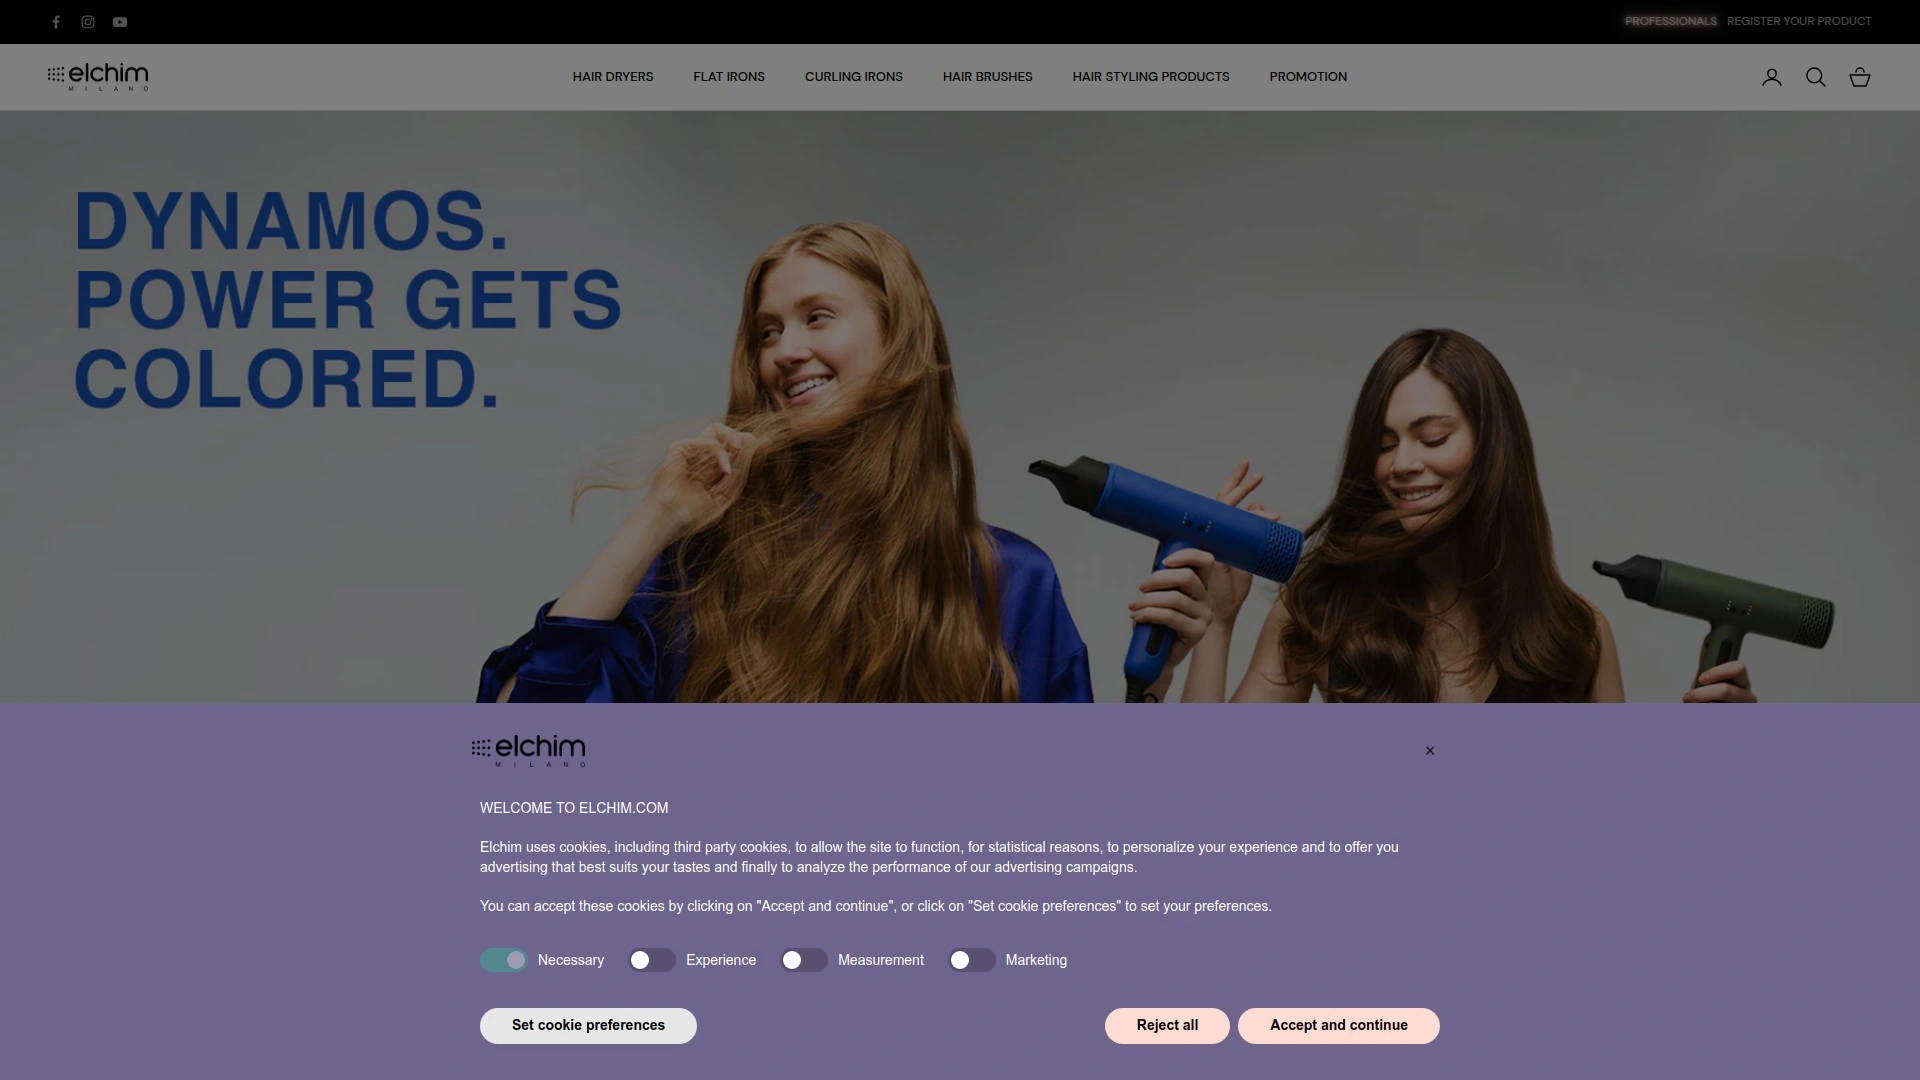 PROFESSIONALS REGISTER YOUR PRODUCT
elchim
MILANO
HAIR DRYERS FLAT IRONS CURLING IRONS HAIR BRUSHES HAIR STYLING PRODUCTS PROMOTION
DYNAMOS.
POWER GETS
COLORED.
elchim
MILANO
×
WELCOME TO ELCHIM.COM
Elchim uses cookies, including third party cookies, to allow the site to function, for statistical reasons, to personalize your experience and to offer you
advertising that best suits your tastes and finally to analyze the performance of our advertising campaigns.
You can accept these cookies by clicking on "Accept and continue", or click on "Set cookie preferences" to set your preferences.
Necessary Experience Measurement Marketing
Set cookie preferences Reject all Accept and continue